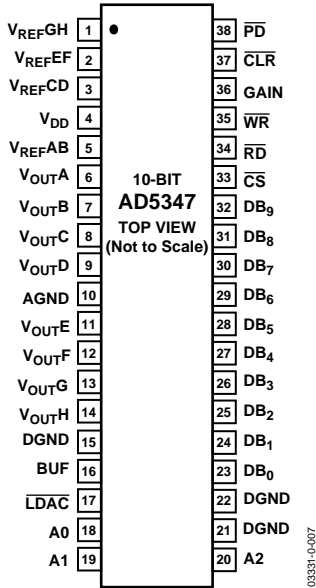 VREFGH 1
VREFEF 2
VREFCD 3
VDD 4
VREFAB 5
VOUTA 6
VOUTB 7
VOUTC 8
VOUTD 9
AGND 10
VOUTE 11
VOUTF 12
VOUTG 13
VOUTH 14
DGND 15
BUF 16
LDAC 17
A0 18
A1 19
10-BIT
AD5347
TOP VIEW
(Not to Scale)
38 PD
37 CLR
36 GAIN
35 WR
34 RD
33 CS
32 DB9
31 DB8
30 DB7
29 DB6
28 DB5
27 DB4
26 DB3
25 DB2
24 DB1
23 DB0
22 DGND
21 DGND
20 A2
03331-0-007